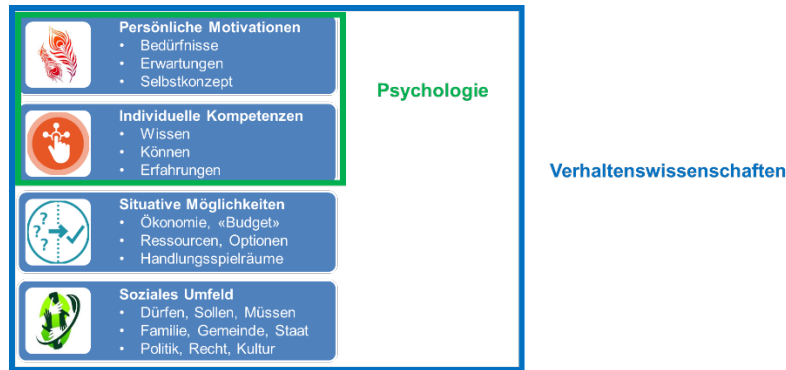 Persönliche Motivationen
• Bedürfnisse
• Erwartungen
• Selbstkonzept
Psychologie
Individuelle Kompetenzen
• Wissen
• Können
• Erfahrungen
Verhaltenswissenschaften
Situative Möglichkeiten
• Ökonomie, «Budget»
• Ressourcen, Optionen
• Handlungsspielräume
? ? ?
Soziales Umfeld
• Dürfen, Sollen, Müssen
• Familie, Gemeinde, Staat
• Politik, Recht, Kultur